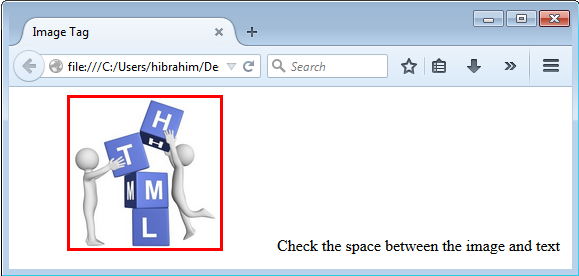 Image Tag
file:///C:/Users/hibrahim/De
Search
H
H
T
M
M
L
Check the space between the image and text